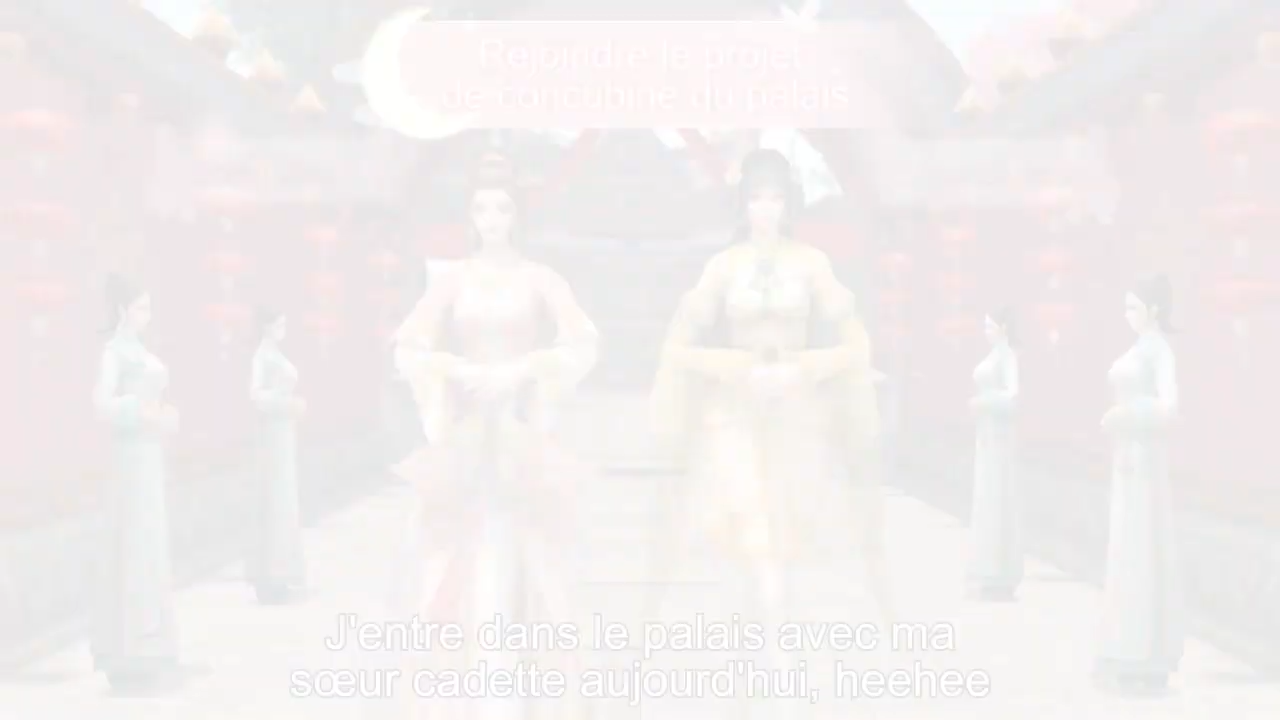 Rejoindre le projet
de concubine du palais
J'entre dans le palais avec ma
sœur cadette aujourd'hui, heehee